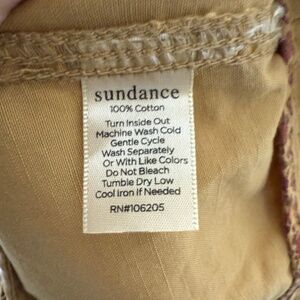 sundance
100% Cotton
Turn Inside Out
Machine Wash Cold
Gentle Cycle
Wash Separately
Or With Like Colors
Do Not Bleach
Tumble Dry Low
Cool Iron If Needed
RN#106205